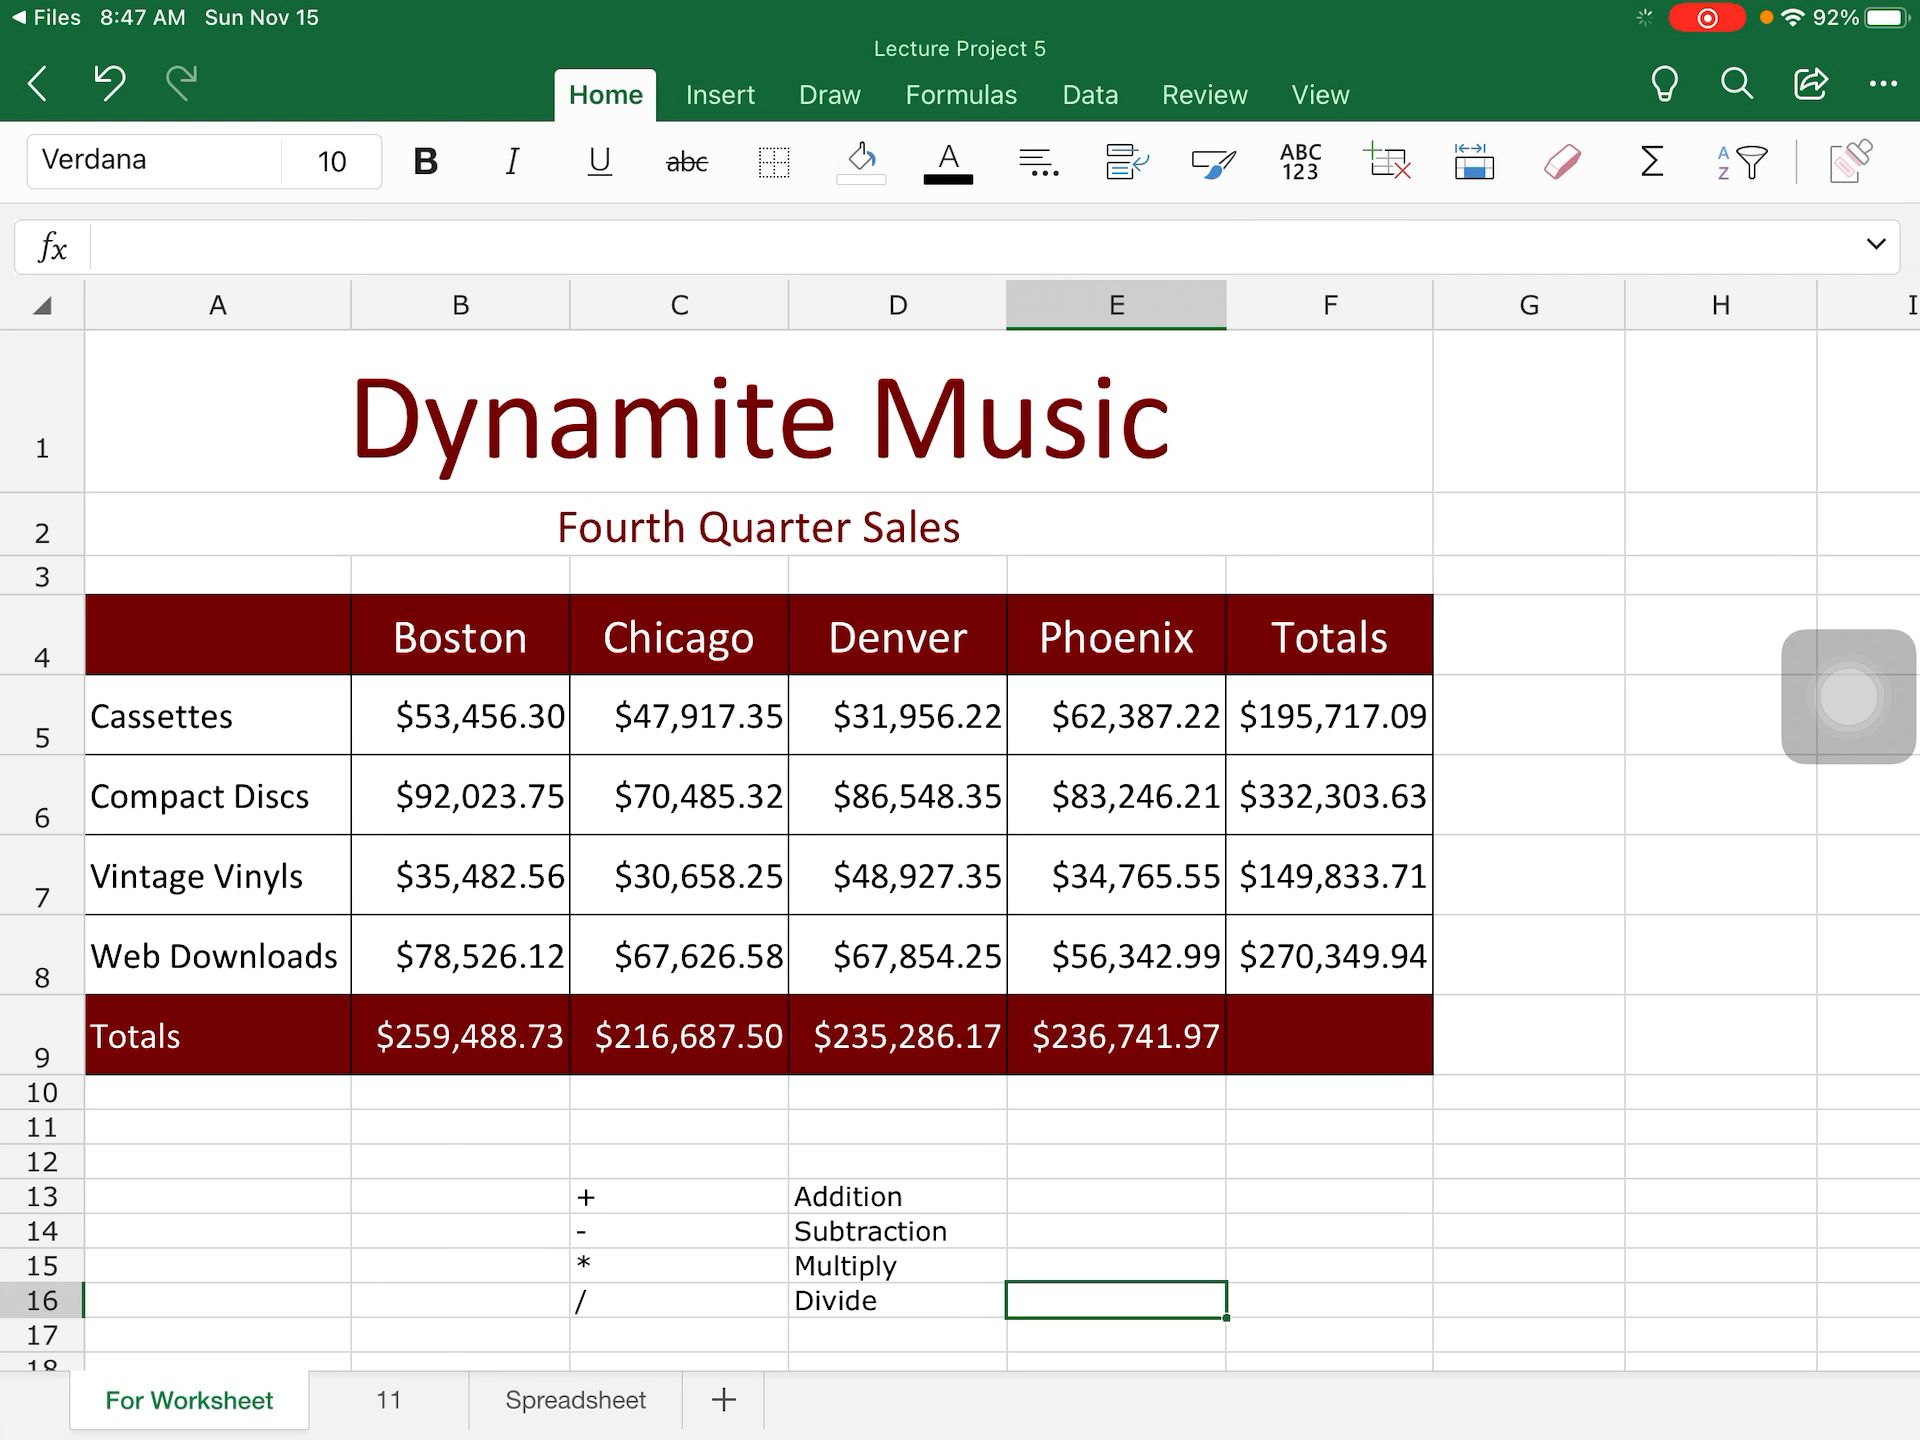 Files 8:47 AM Sun Nov 15 92%
Lecture Project 5
Home Insert Draw Formulas Data Review View
Verdana 10 B I U abc A ABC 123 Σ A Z
fx
A B C D E F G H I
1 Dynamite Music
2 Fourth Quarter Sales
3
4 Boston Chicago Denver Phoenix Totals
5 Cassettes $53,456.30 $47,917.35 $31,956.22 $62,387.22 $195,717.09
6 Compact Discs $92,023.75 $70,485.32 $86,548.35 $83,246.21 $332,303.63
7 Vintage Vinyls $35,482.56 $30,658.25 $48,927.35 $34,765.55 $149,833.71
8 Web Downloads $78,526.12 $67,626.58 $67,854.25 $56,342.99 $270,349.94
9 Totals $259,488.73 $216,687.50 $235,286.17 $236,741.97
10
11
12
13 + Addition
14 - Subtraction
15 * Multiply
16 / Divide
17
18
For Worksheet 11 Spreadsheet +